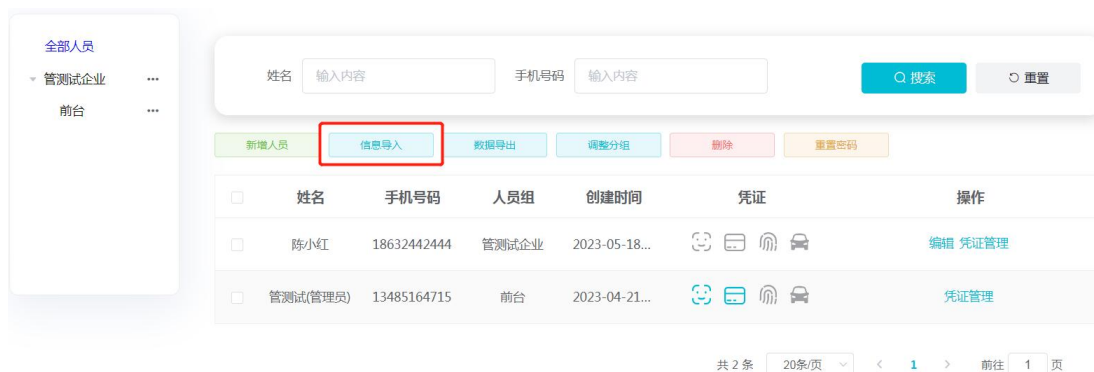 全部人员
管测试企业
前台
姓名 输入内容 手机号码 输入内容 搜索 重置
新增人员 信息导入 数据导出 调整分组 删除 重置密码
姓名 手机号码 人员组 创建时间 凭证 操作
陈小红 18632442444 管测试企业 2023-05-18... 编辑 凭证管理
管测试(管理员) 13485164715 前台 2023-04-21... 凭证管理
共 2 条 20条/页 1 前往 1 页